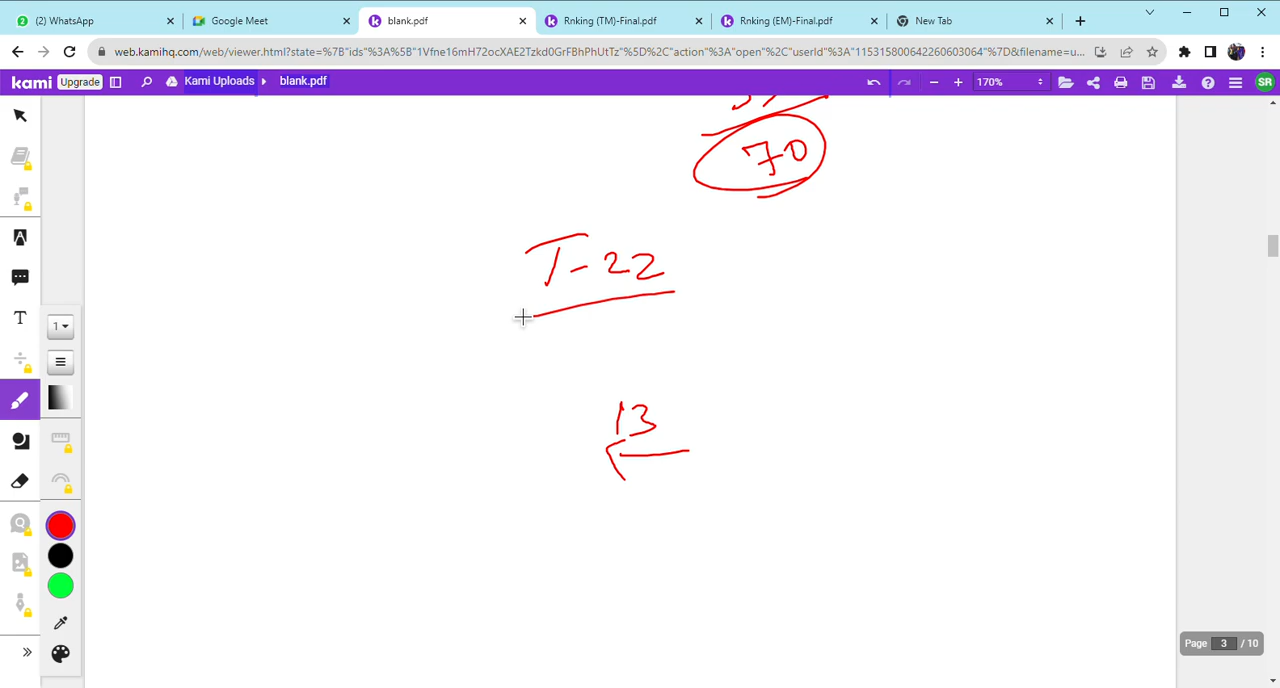 (2) WhatsApp
Google Meet
blank.pdf
Rnking (TM)-Final.pdf
Rnking (EM)-Final.pdf
New Tab
web.kamihq.com/web/viewer.html?state=%7B"ids"%3A%5B"1Vfne16mH72ocXAE2Tzkd0GrFBhPhUtTz"%5D%2C"action"%3A"open"%2C"userId"%3A"115315800642260603064"%7D&filename=u...
kami Upgrade Kami Uploads blank.pdf 170% SR
70
T-22
T
1
13
Page 3 / 10